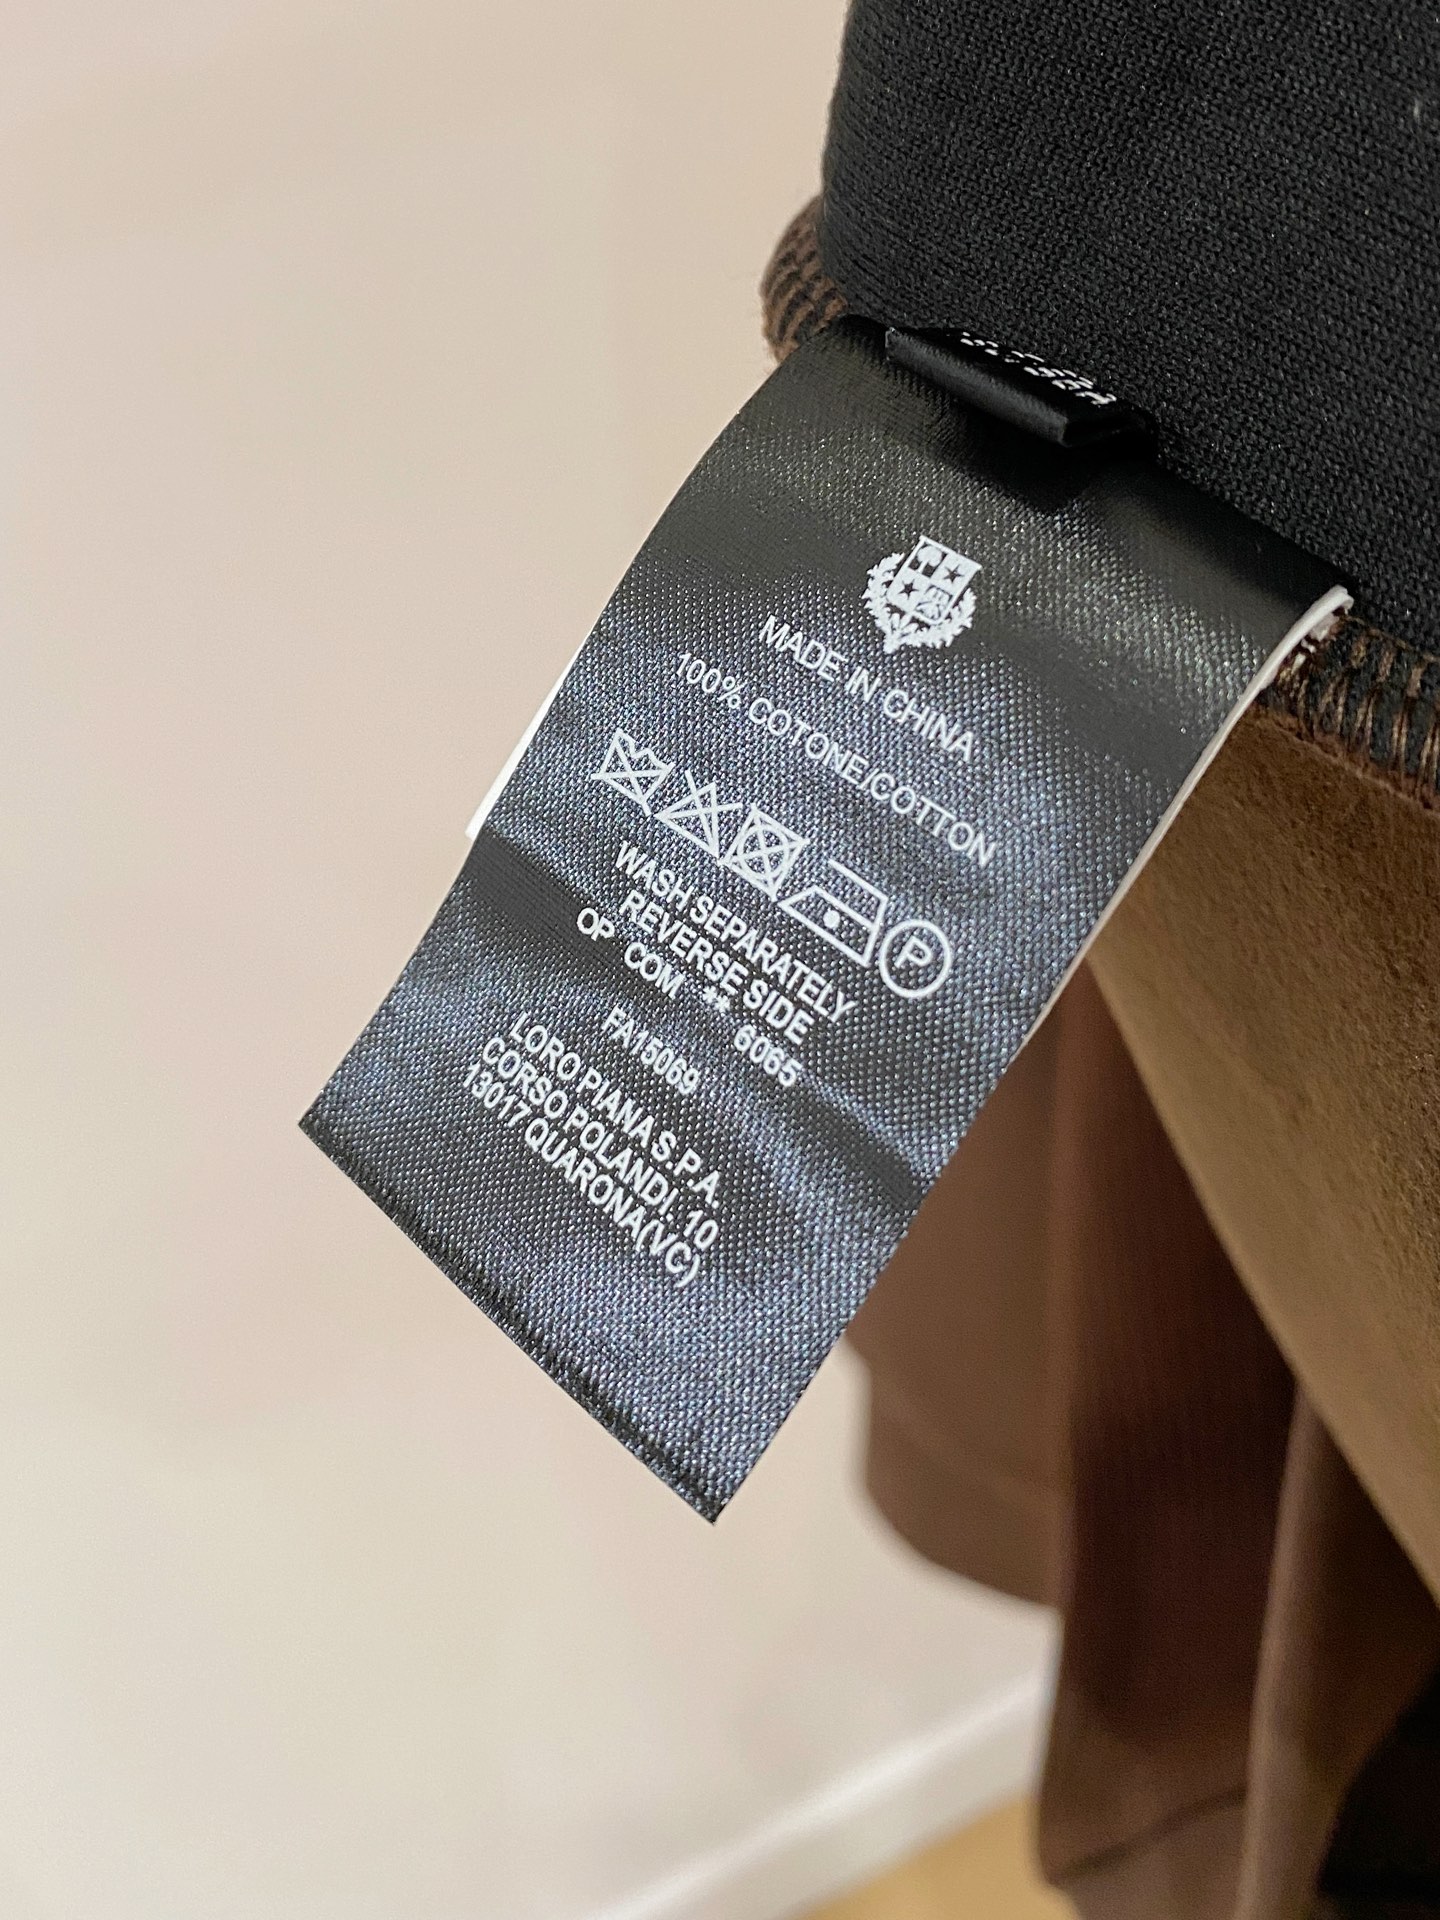 MADE IN CHINA
100% COTONE/COTTON
P
WASH SEPARATELY
REVERSE SIDE
OP COM ** 6065
FA15069
LORO PIANA S.P.A.
CORSO POLANDI. 10
13017 QUARONA(VC)